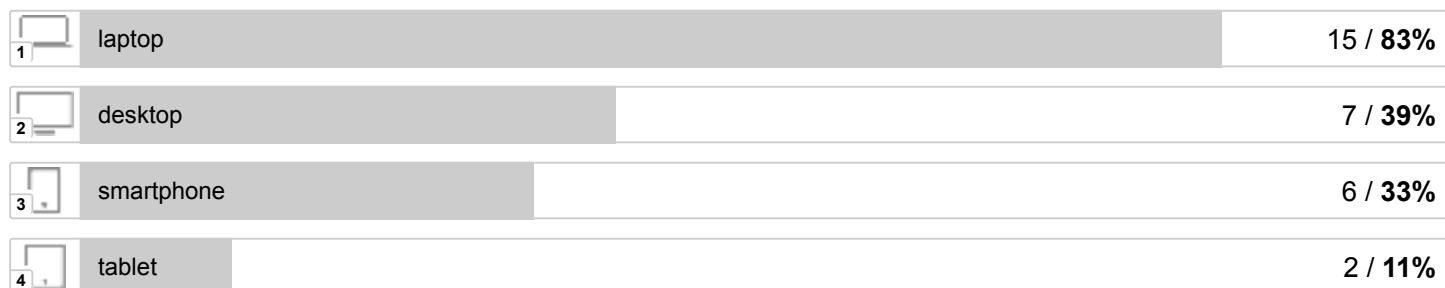 1 laptop 15 / 83%
2 desktop 7 / 39%
3 smartphone 6 / 33%
4 tablet 2 / 11%